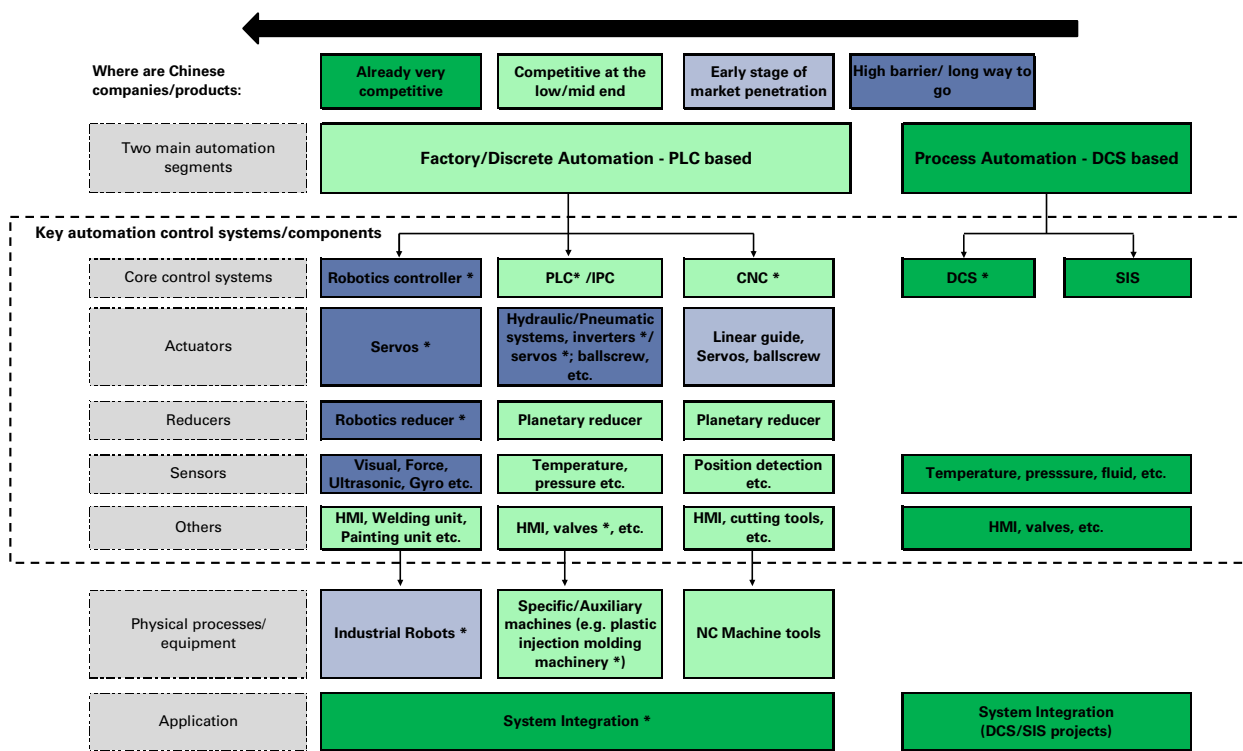 Where are Chinese
companies/products:
Already very
competitive
Competitive at the
low/mid end
Early stage of
market penetration
High barrier/ long way to
go
Two main automation
segments
Factory/Discrete Automation - PLC based
Process Automation - DCS based
Key automation control systems/components
Core control systems
Robotics controller *
PLC* /IPC
CNC *
DCS *
SIS
Actuators
Servos *
Hydraulic/Pneumatic
systems, inverters */
servos *; ballscrew,
etc.
Linear guide,
Servos, ballscrew
Reducers
Robotics reducer *
Planetary reducer
Planetary reducer
Sensors
Visual, Force,
Ultrasonic, Gyro etc.
Temperature,
pressure etc.
Position detection
etc.
Temperature, presssure, fluid, etc.
Others
HMI, Welding unit,
Painting unit etc.
HMI, valves *, etc.
HMI, cutting tools,
etc.
HMI, valves, etc.
Physical processes/
equipment
Industrial Robots *
Specific/Auxiliary
machines (e.g. plastic
injection molding
machinery *)
NC Machine tools
Application
System Integration *
System Integration
(DCS/SIS projects)